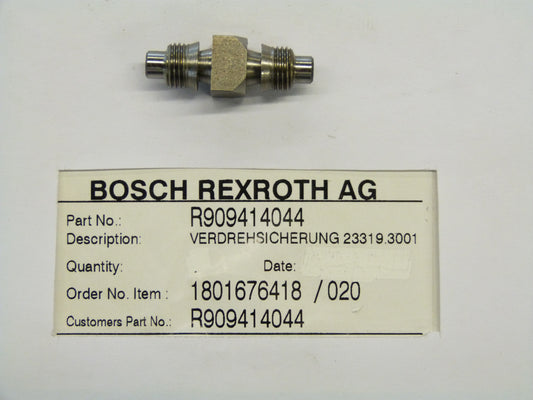 BOSCH REXROTH AG
Part No.: R909414044
Description: VERDREHSICHERUNG 23319.3001
Quantity: Date:
Order No. Item : 1801676418 /020
Customers Part No.: R909414044